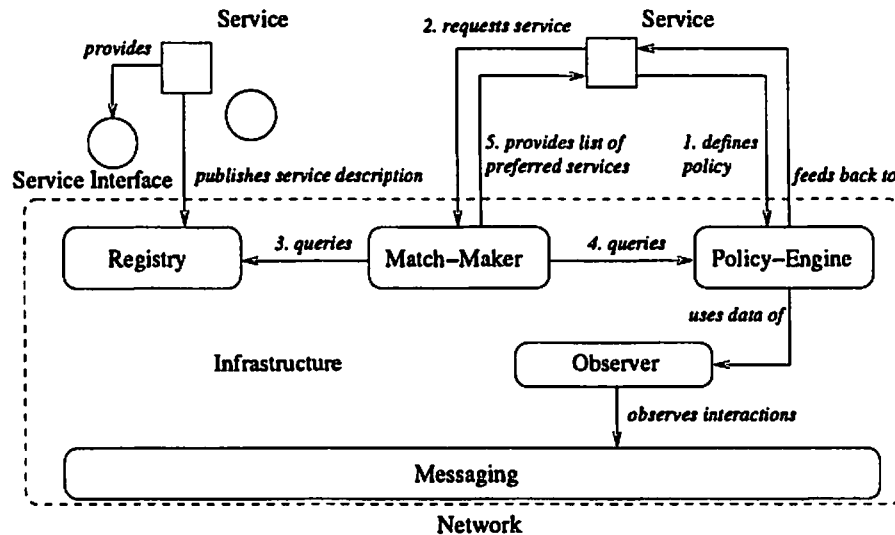 Service
Service
provides
2. requests service
5. provides list of
preferred services
1. defines
policy
Service Interface
publishes service description
feeds back to
Registry
3. queries
Match-Maker
4. queries
Policy-Engine
uses data of
Infrastructure
Observer
observes interactions
Messaging
Network